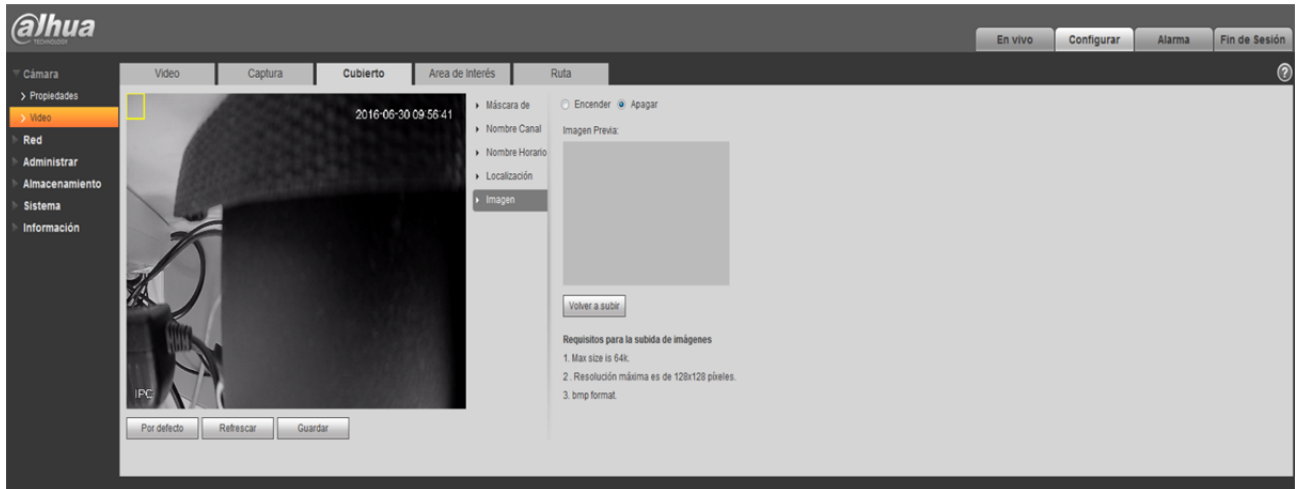 alhua
TECHNOLOGY
En vivo
Configurar
Alarma
Fin de Sesión
Cámara
Propiedades
Video
Red
Administrar
Almacenamiento
Sistema
Información
Video
Captura
Cubierto
Area de Interés
Ruta
2016-06-30 09:56:41
IPC
Máscara de
Nombre Canal
Nombre Horario
Localización
Imagen
Encender
Apagar
Imagen Previa:
Volver a subir
Requisitos para la subida de imágenes
1. Max size is 64k.
2 . Resolución máxima es de 128x128 píxeles.
3. bmp format.
Por defecto
Refrescar
Guardar